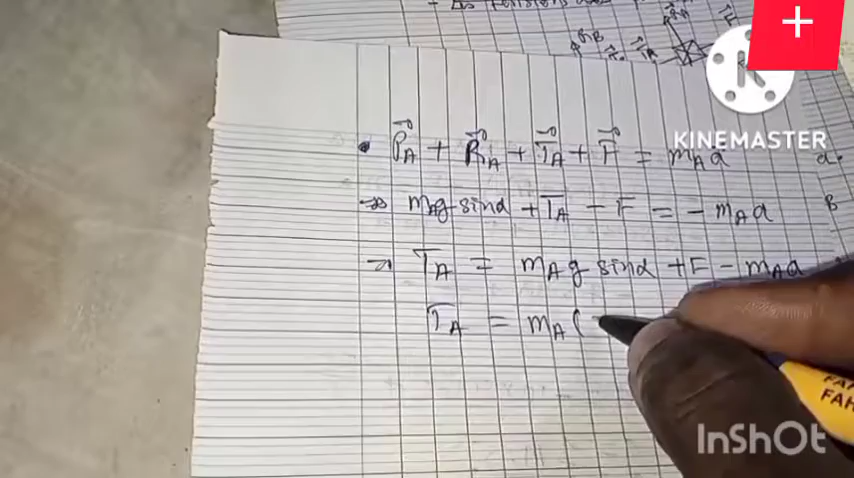 +
KINEMASTER
P⃗A + R⃗A + T⃗A + F⃗ = mAa
=> mAg sinα + TA - F = - mAa
B
→ TA = mAg sinα + F - mAa
TA = mA(
InShOt